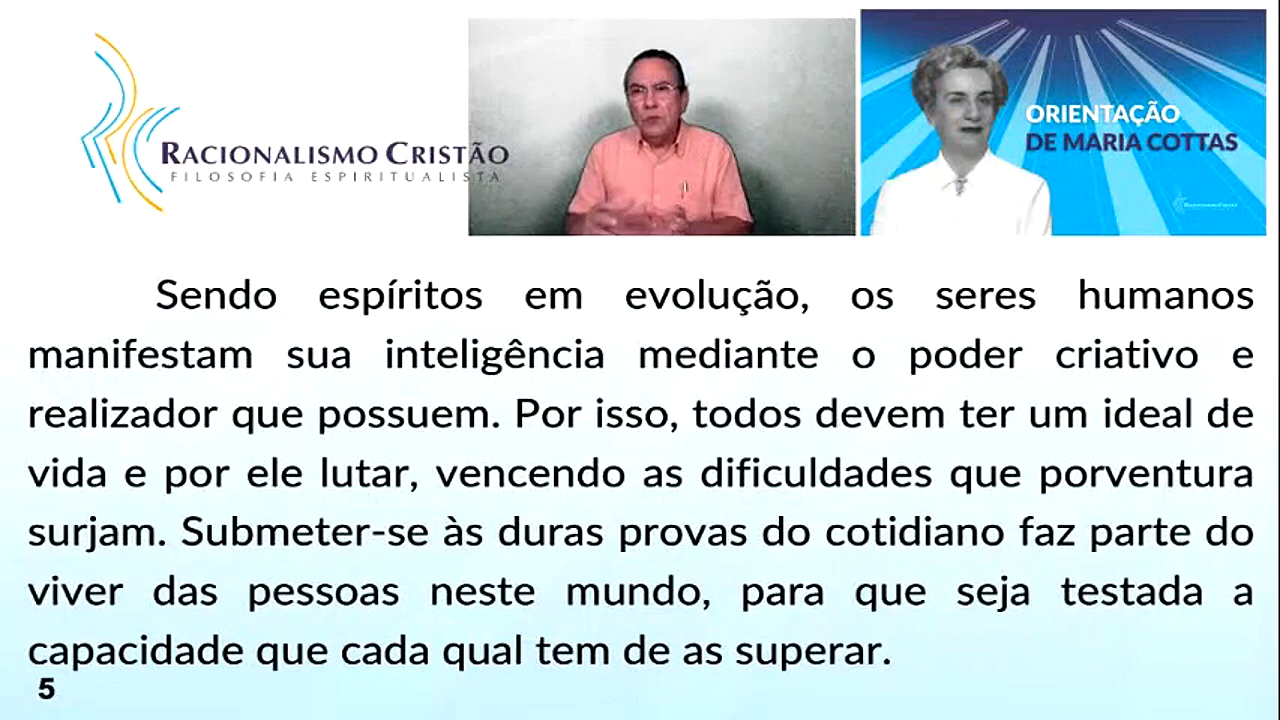 RACIONALISMO CRISTÃO
FILOSOFIA ESPIRITUALISTA
ORIENTAÇÃO
DE MARIA COTTAS
Sendo espíritos em evolução, os seres humanos
manifestam sua inteligência mediante o poder criativo e
realizador que possuem. Por isso, todos devem ter um ideal de
vida e por ele lutar, vencendo as dificuldades que porventura
surjam. Submeter-se às duras provas do cotidiano faz parte do
viver das pessoas neste mundo, para que seja testada a
capacidade que cada qual tem de as superar.
5